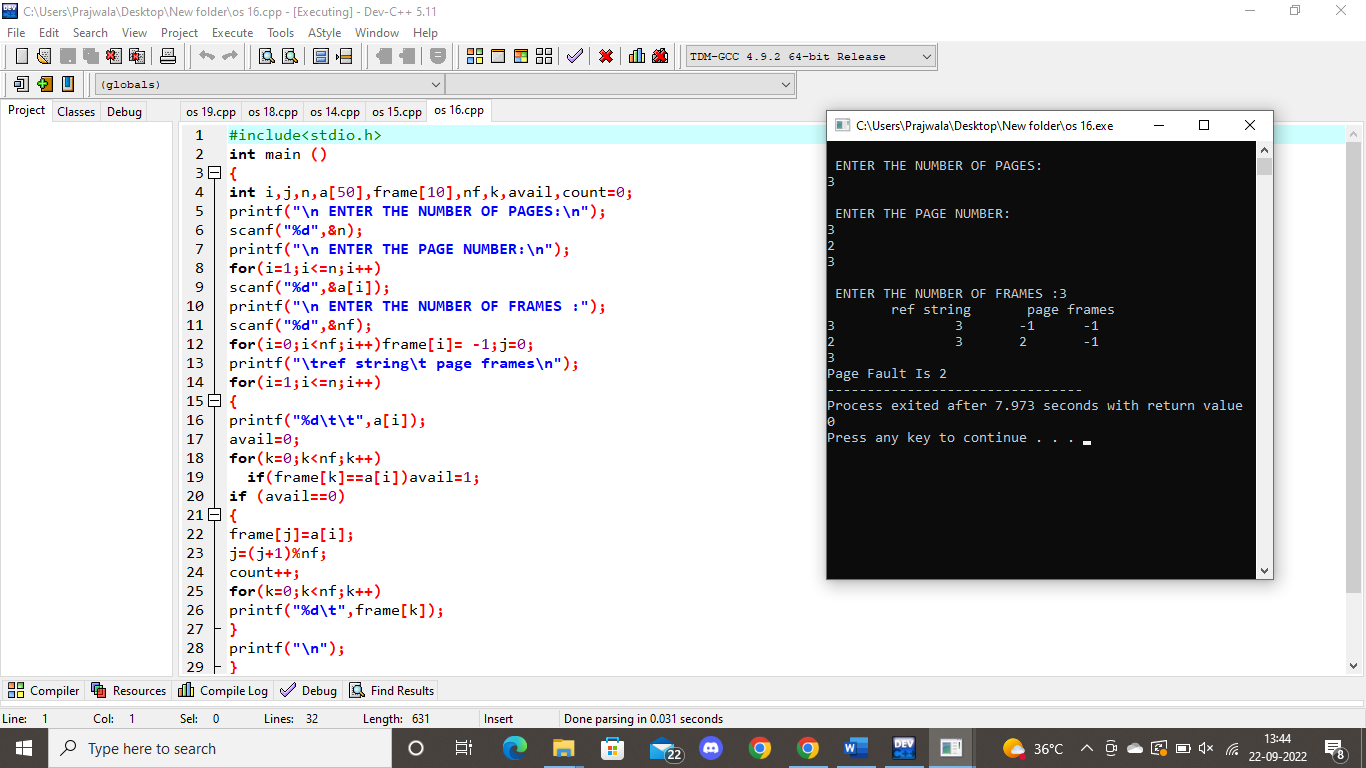 C:\Users\Prajwala\Desktop\New folder\os 16.cpp - [Executing] - Dev-C++ 5.11
File Edit Search View Project Execute Tools AStyle Window Help
TDM-GCC 4.9.2 64-bit Release
(globals)
Project Classes Debug
os 19.cpp os 18.cpp os 14.cpp os 15.cpp os 16.cpp
1 #include<stdio.h>
2 int main ()
3 {
4 int i,j,n,a[50],frame[10],nf,k,avail,count=0;
5 printf("\n ENTER THE NUMBER OF PAGES:\n");
6 scanf("%d",&n);
7 printf("\n ENTER THE PAGE NUMBER:\n");
8 for(i=1;i<=n;i++)
9 scanf("%d",&a[i]);
10 printf("\n ENTER THE NUMBER OF FRAMES :");
11 scanf("%d",&nf);
12 for(i=0;i<nf;i++)frame[i]= -1;j=0;
13 printf("\tref string\t page frames\n");
14 for(i=1;i<=n;i++)
15 {
16 printf("%d\t\t",a[i]);
17 avail=0;
18 for(k=0;k<nf;k++)
19 if(frame[k]==a[i])avail=1;
20 if (avail==0)
21 {
22 frame[j]=a[i];
23 j=(j+1)%nf;
24 count++;
25 for(k=0;k<nf;k++)
26 printf("%d\t",frame[k]);
27 }
28 printf("\n");
29 }
C:\Users\Prajwala\Desktop\New folder\os 16.exe
ENTER THE NUMBER OF PAGES:
3
ENTER THE PAGE NUMBER:
3
2
3
ENTER THE NUMBER OF FRAMES :3
ref string page frames
3 3 -1 -1
2 3 2 -1
3
Page Fault Is 2
--------------------------------
Process exited after 7.973 seconds with return value
0
Press any key to continue . . .
Compiler Resources Compile Log Debug Find Results
Line: 1 Col: 1 Sel: 0 Lines: 32 Length: 631 Insert Done parsing in 0.031 seconds
Type here to search
22
DEV
36°C
13:44
22-09-2022
8